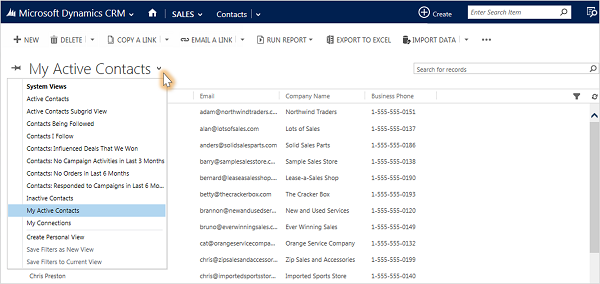 Microsoft Dynamics CRM SALES Contacts Create Enter Search Item
NEW DELETE COPY A LINK EMAIL A LINK RUN REPORT EXPORT TO EXCEL IMPORT DATA •••
My Active Contacts Search for records
System Views
Email Company Name Business Phone
Active Contacts
adam@northwindtraders... Northwind Traders 1-555-555-0151
Active Contacts Subgrid View
Contacts Being Followed
alan@lotsofsales.com Lots of Sales 1-555-555-0137
Contacts I Follow
anders@solidsalesparts... Solid Sales Parts 1-555-555-0186
Contacts: Influenced Deals That We Won
Contacts: No Campaign Activities in Last 3 Months
barry@samplesalesstore... Sample Sales Store 1-555-555-0138
Contacts: No Orders in Last 6 Months
bernard@leaseasaleshop... Lease-a-Sales Shop 1-555-555-0190
Contacts: Responded to Campaigns in Last 6 Mo...
betty@thecrackerbox.com The Cracker Box 1-555-555-0193
Inactive Contacts
My Active Contacts
brannon@newandusedser... New and Used Services 1-555-555-0120
My Connections
bruno@everwinningsales... Ever Winning Sales 1-555-555-0149
Create Personal View
cat@orangeservicecompa... Orange Service Company 1-555-555-0132
Save Filters as New View
chris@zipsalesandaccessor... Zip Sales and Accessories 1-555-555-0199
Save Filters to Current View
Chris Preston chris@importedsportsstor... Imported Sports Store 1-555-555-0140